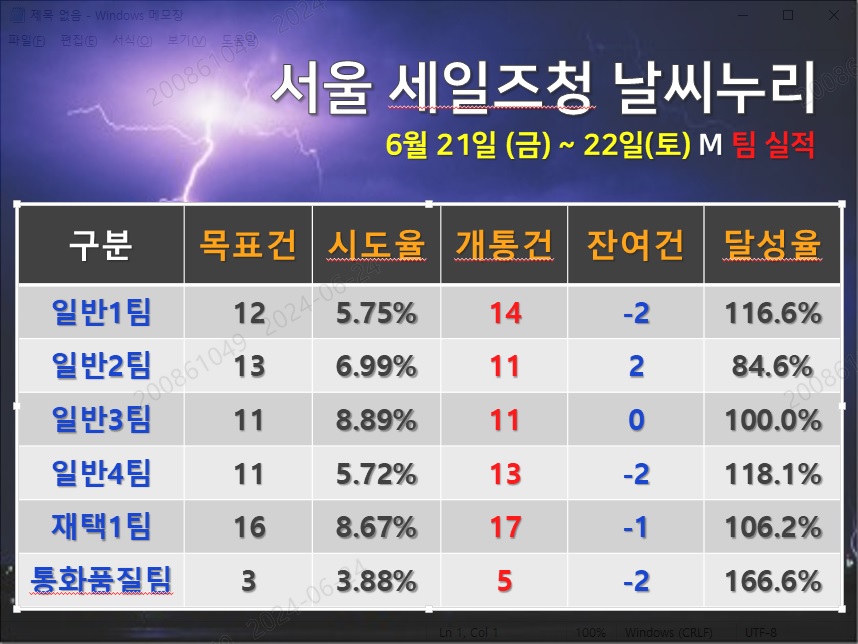 제목 없음 - Windows 메모장
파일(F) 편집(E) 서식(O) 보기(V) 도움말
서울 세일즈청 날씨누리
6월 21일 (금) ~ 22일(토) M 팀 실적
구분 목표건 시도율 개통건 잔여건 달성율
일반1팀 12 5.75% 14 -2 116.6%
일반2팀 13 6.99% 11 2 84.6%
일반3팀 11 8.89% 11 0 100.0%
일반4팀 11 5.72% 13 -2 118.1%
재택1팀 16 8.67% 17 -1 106.2%
통화품질팀 3 3.88% 5 -2 166.6%
Ln 1, Col 1 100% Windows (CRLF) UTF-8
200861049 2024-06-24